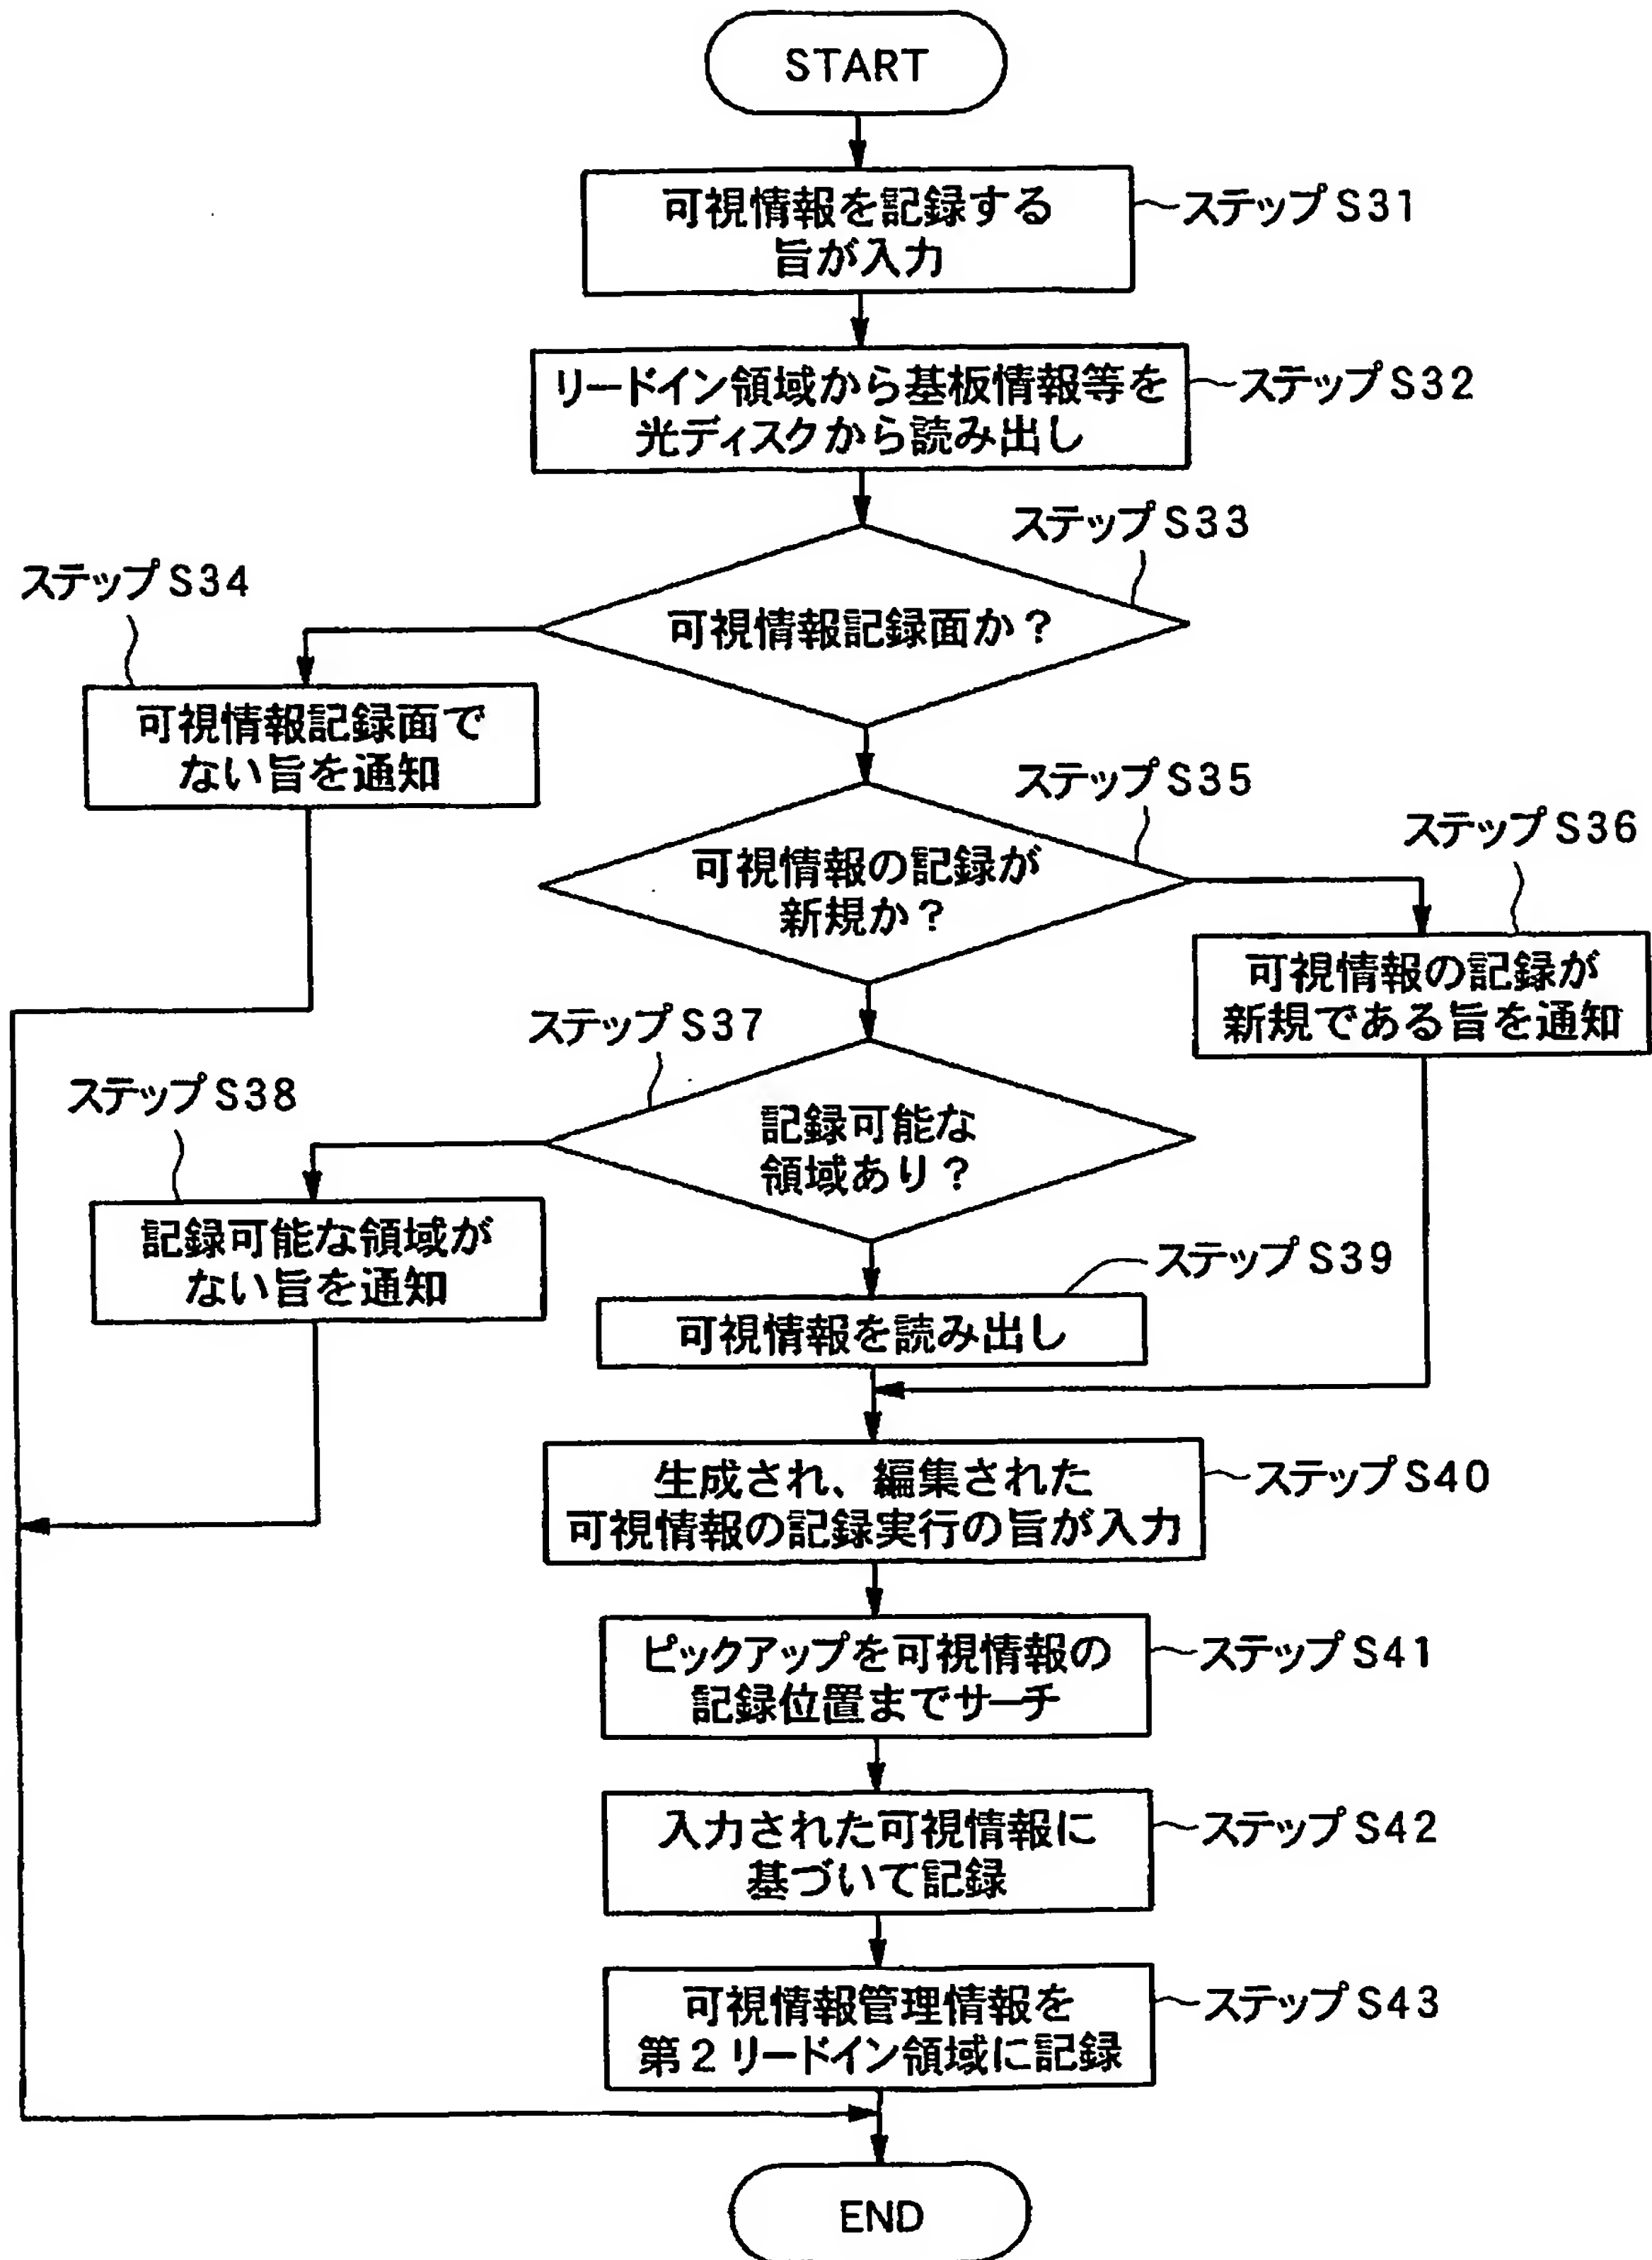 START
可視情報を記録する
旨が入力
ステップS31
リードイン領域から基板情報等を
光ディスクから読み出し
ステップS32
ステップS33
可視情報記録面か？
ステップS34
可視情報記録面で
ない旨を通知
ステップS35
可視情報の記録が
新規か？
ステップS36
可視情報の記録が
新規である旨を通知
ステップS37
記録可能な
領域あり？
ステップS38
記録可能な領域が
ない旨を通知
ステップS39
可視情報を読み出し
生成され、編集された
可視情報の記録実行の旨が入力
ステップS40
ピックアップを可視情報の
記録位置までサーチ
ステップS41
入力された可視情報に
基づいて記録
ステップS42
可視情報管理情報を
第2リードイン領域に記録
ステップS43
END